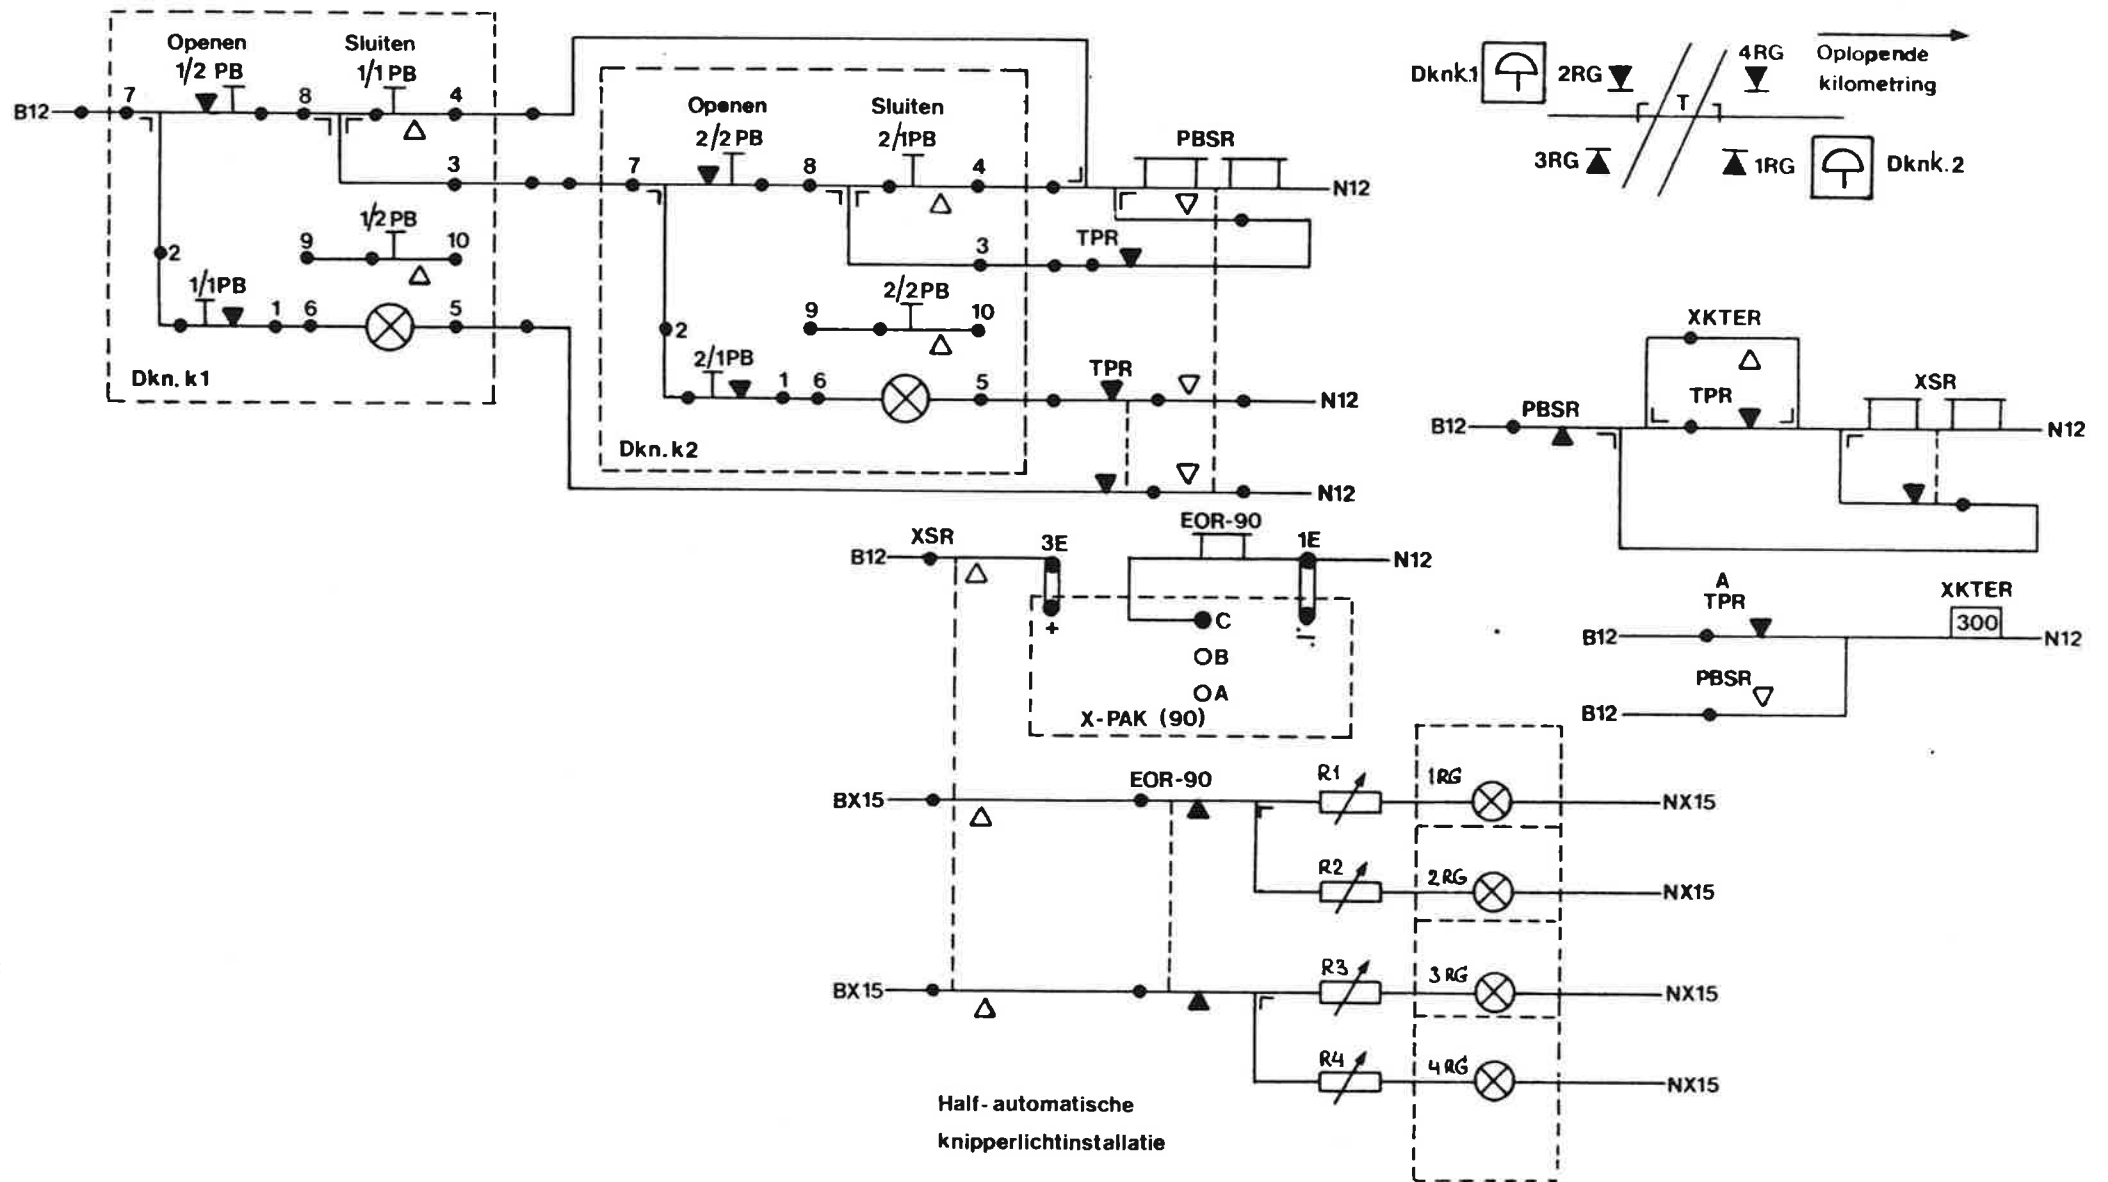 Openen
1/2 PB
Sluiten
1/1 PB
B12
7
8
4
3
2
1/2 PB
9
10
1/1PB
1
6
5
Dkn. k1
Openen
2/2 PB
Sluiten
2/1PB
7
8
4
3
2
2/2PB
9
10
2/1PB
1
6
5
Dkn. k2
PBSR
N12
TPR
TPR
N12
N12
Dknk.1
2RG
4RG
Oplopende
kilometring
T
3RG
1RG
Dknk. 2
XKTER
TPR
PBSR
XSR
B12
N12
A
TPR
XKTER
B12
300
N12
PBSR
B12
XSR
B12
3E
EOR-90
1E
N12
+
C
B
A
X-PAK (90)
BX15
EOR-90
R1
1RG
NX15
R2
2RG
NX15
BX15
R3
3RG
NX15
R4
4RG
NX15
Half-automatische
knipperlichtinstallatie